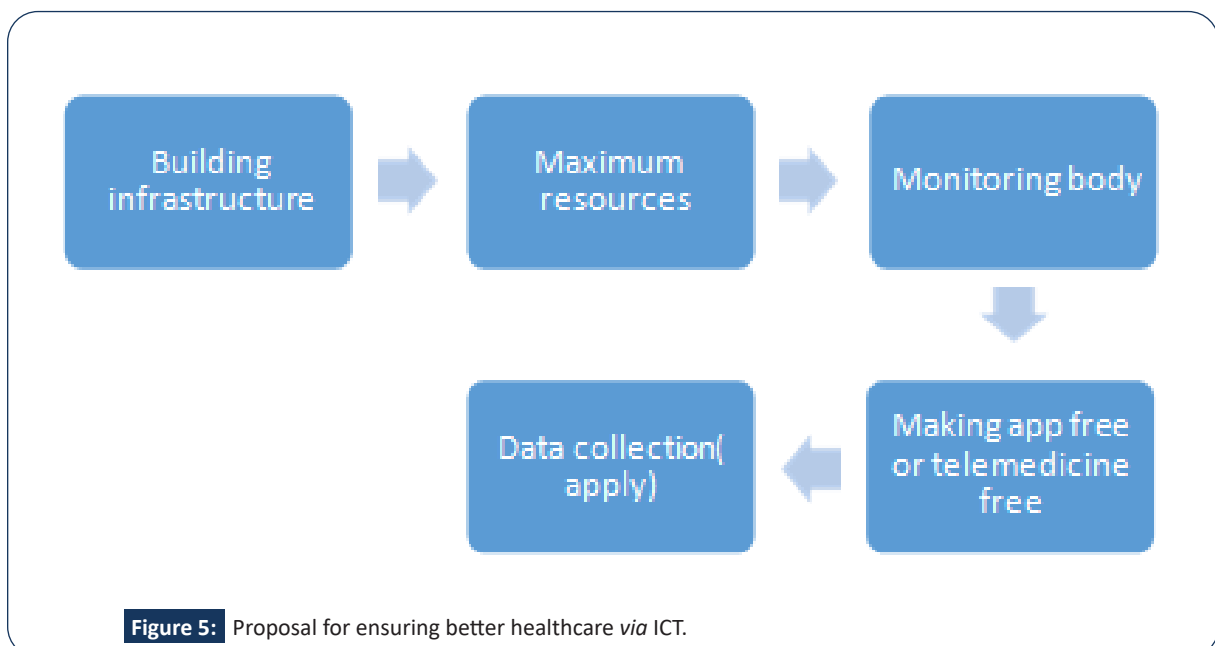 Building
infrastructure
Maximum
resources
Monitoring body
Making app free
or telemedicine
free
Data collection(
apply)
Figure 5: Proposal for ensuring better healthcare via ICT.